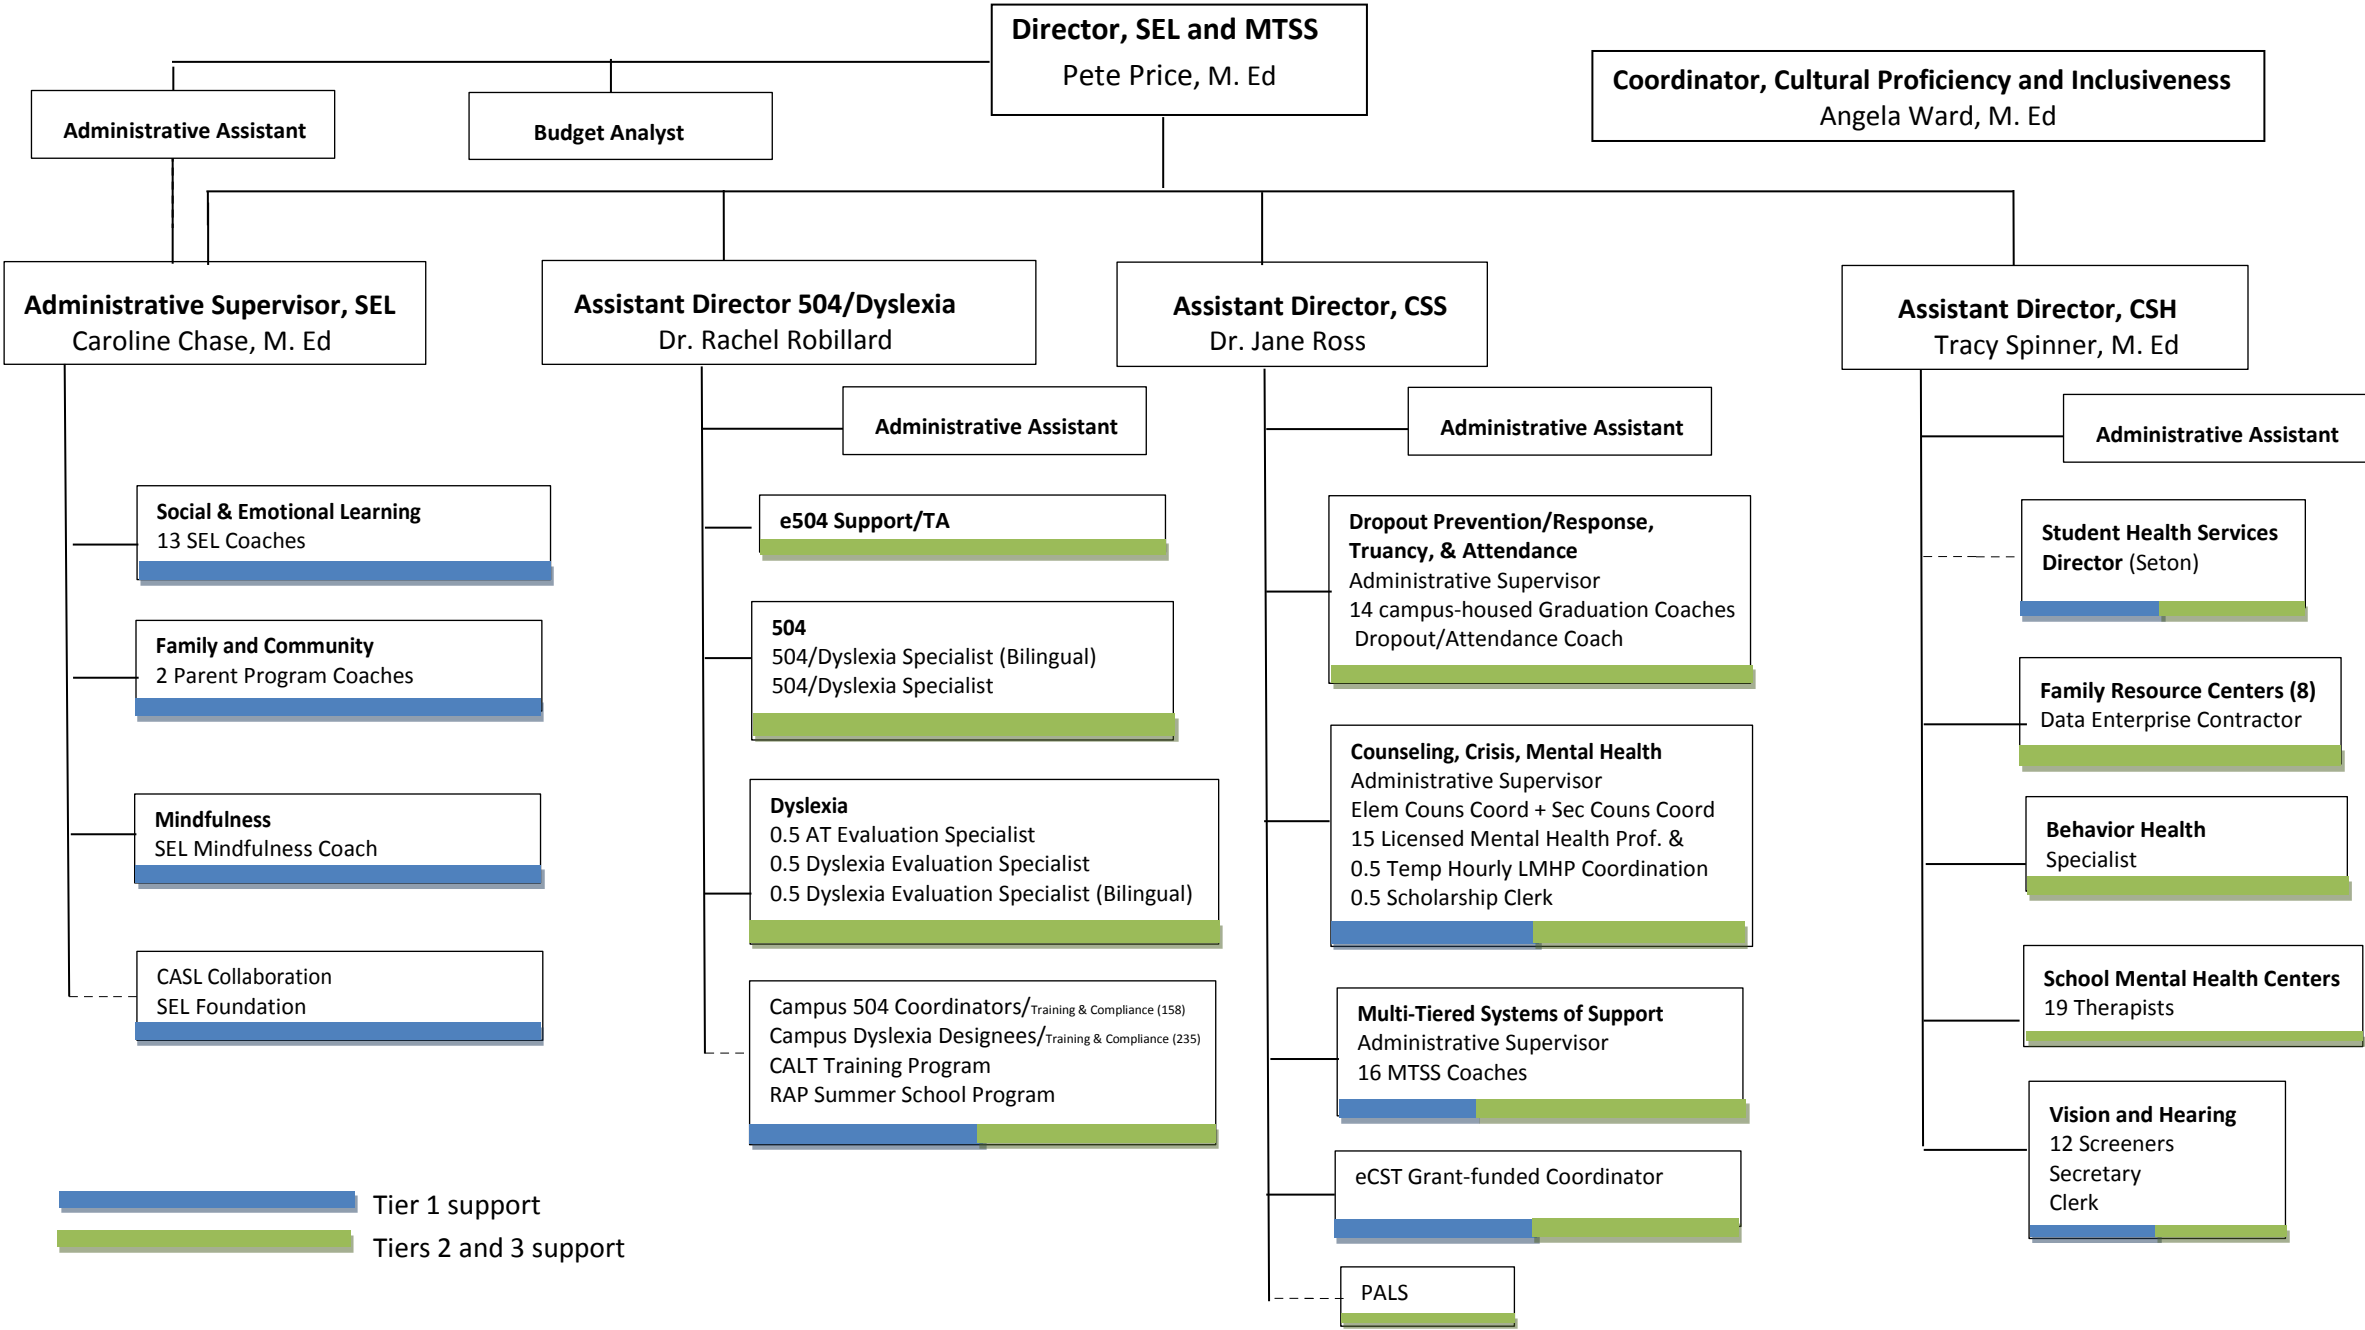 Director, SEL and MTSS
Pete Price, M. Ed
Coordinator, Cultural Proficiency and Inclusiveness
Angela Ward, M. Ed
Administrative Assistant
Budget Analyst
Administrative Supervisor, SEL
Caroline Chase, M. Ed
Social & Emotional Learning
13 SEL Coaches
Family and Community
2 Parent Program Coaches
Mindfulness
SEL Mindfulness Coach
CASL Collaboration
SEL Foundation
Assistant Director 504/Dyslexia
Dr. Rachel Robillard
Administrative Assistant
e504 Support/TA
504
504/Dyslexia Specialist (Bilingual)
504/Dyslexia Specialist
Dyslexia
0.5 AT Evaluation Specialist
0.5 Dyslexia Evaluation Specialist
0.5 Dyslexia Evaluation Specialist (Bilingual)
Campus 504 Coordinators/Training & Compliance (158)
Campus Dyslexia Designees/Training & Compliance (235)
CALT Training Program
RAP Summer School Program
Assistant Director, CSS
Dr. Jane Ross
Administrative Assistant
Dropout Prevention/Response,
Truancy, & Attendance
Administrative Supervisor
14 campus-housed Graduation Coaches
Dropout/Attendance Coach
Counseling, Crisis, Mental Health
Administrative Supervisor
Elem Couns Coord + Sec Couns Coord
15 Licensed Mental Health Prof. &
0.5 Temp Hourly LMHP Coordination
0.5 Scholarship Clerk
Multi-Tiered Systems of Support
Administrative Supervisor
16 MTSS Coaches
eCST Grant-funded Coordinator
PALS
Assistant Director, CSH
Tracy Spinner, M. Ed
Administrative Assistant
Student Health Services
Director (Seton)
Family Resource Centers (8)
Data Enterprise Contractor
Behavior Health
Specialist
School Mental Health Centers
19 Therapists
Vision and Hearing
12 Screeners
Secretary
Clerk
Tier 1 support
Tiers 2 and 3 support